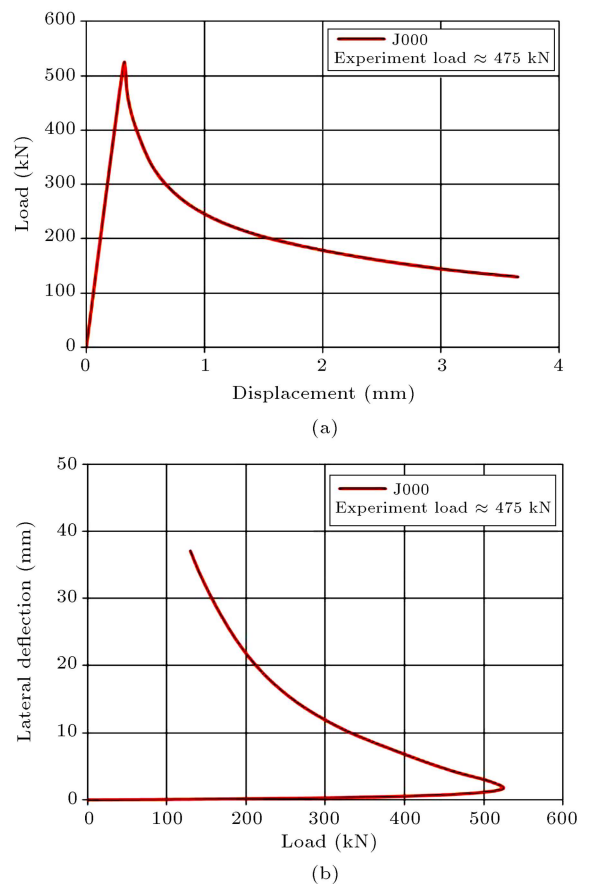 600
500
400
300
200
100
0
Load (kN)
J000
Experiment load ≈ 475 kN
0 1 2 3 4
Displacement (mm)
(a)
50
40
30
20
10
0
Lateral deflection (mm)
J000
Experiment load ≈ 475 kN
0 100 200 300 400 500 600
Load (kN)
(b)